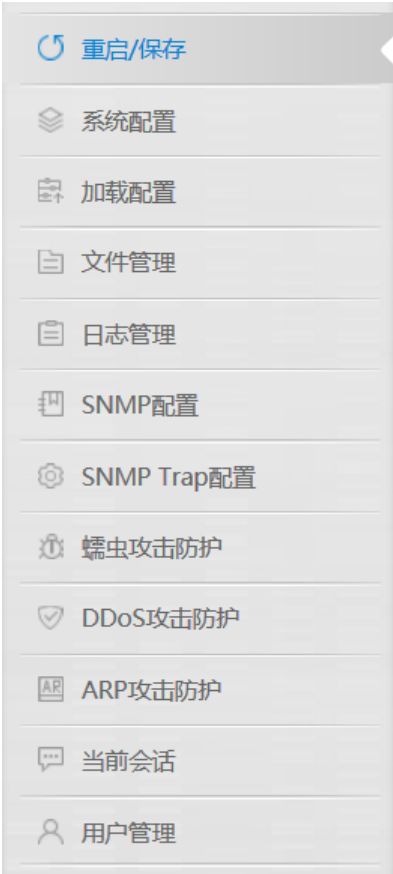 重启/保存
系统配置
加载配置
文件管理
日志管理
SNMP配置
SNMP Trap配置
蠕虫攻击防护
DDoS攻击防护
AR
ARP攻击防护
当前会话
用户管理